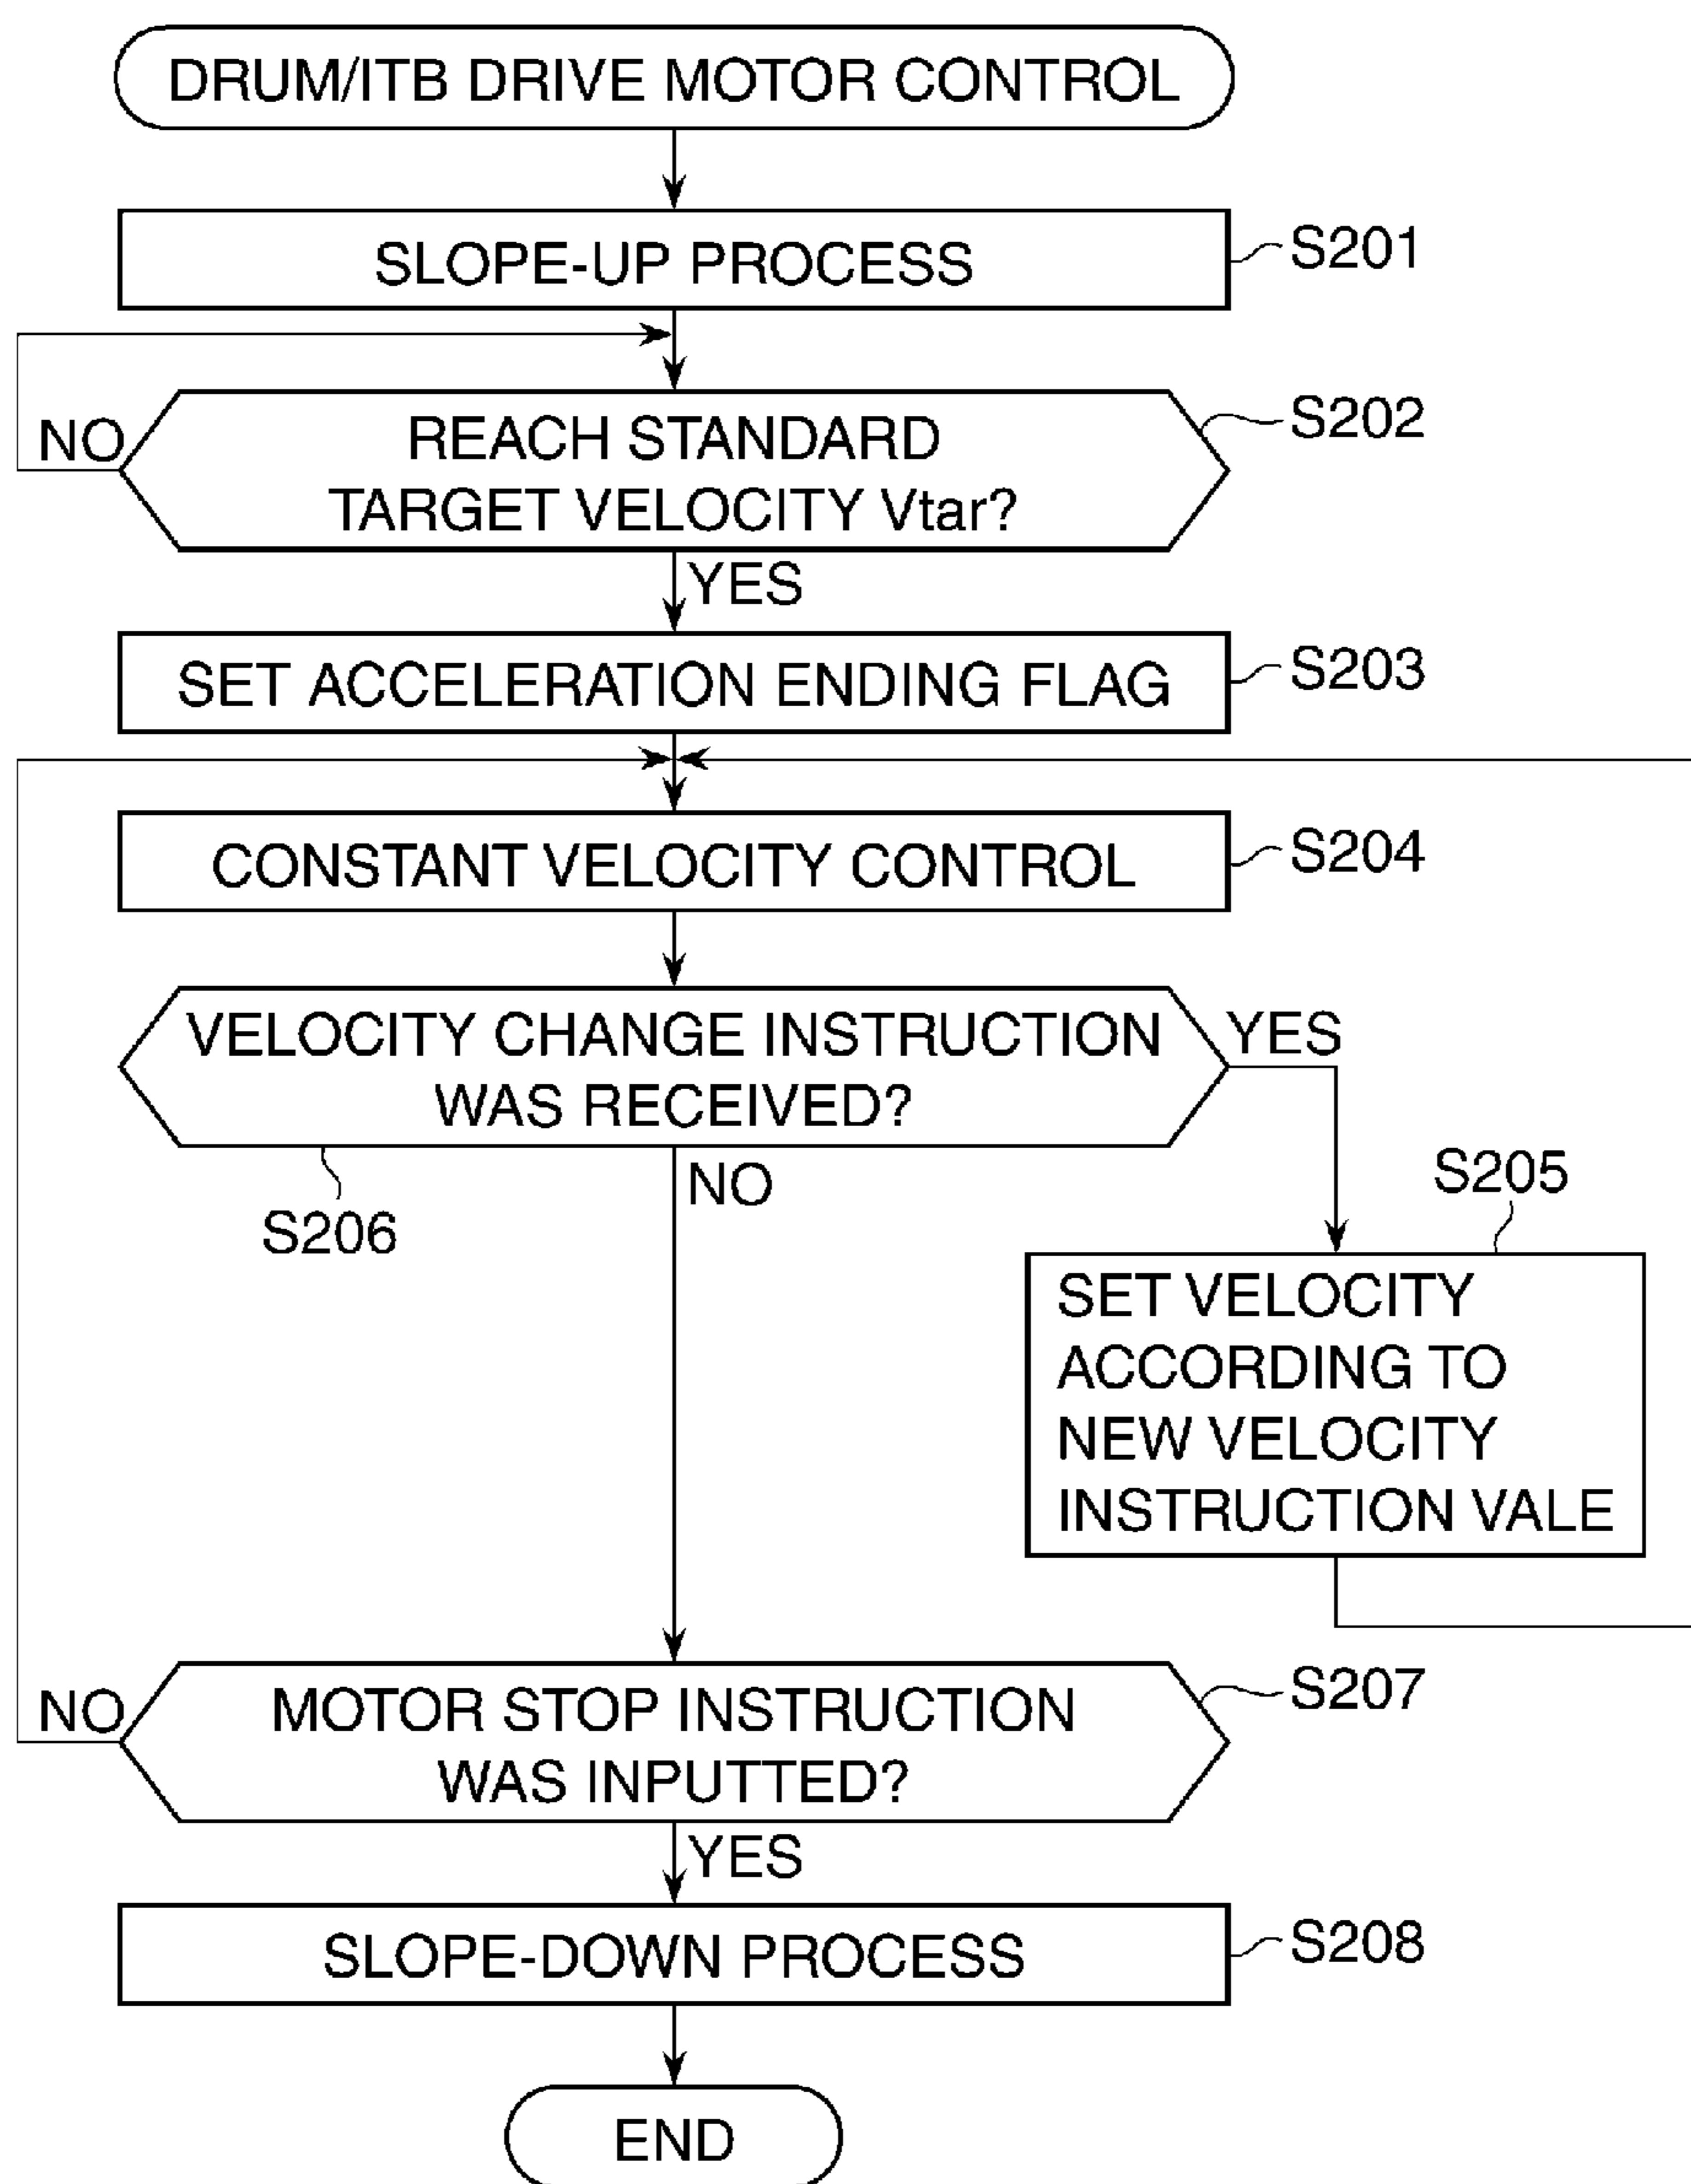 DRUM/ITB DRIVE MOTOR CONTROL
SLOPE-UP PROCESS
S201
NO
REACH STANDARD
TARGET VELOCITY Vtar?
S202
YES
SET ACCELERATION ENDING FLAG
S203
CONSTANT VELOCITY CONTROL
S204
VELOCITY CHANGE INSTRUCTION
WAS RECEIVED?
YES
S206
NO
S205
SET VELOCITY
ACCORDING TO
NEW VELOCITY
INSTRUCTION VALE
NO
MOTOR STOP INSTRUCTION
WAS INPUTTED?
S207
YES
SLOPE-DOWN PROCESS
S208
END